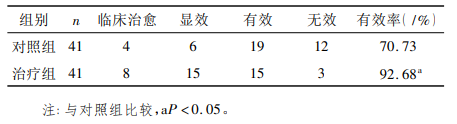 组别 n 临床治愈 显效 有效 无效 有效率(/%)
对照组 41 4 6 19 12 70.73
治疗组 41 8 15 15 3 92.68a
注:与对照组比较,aP<0.05。